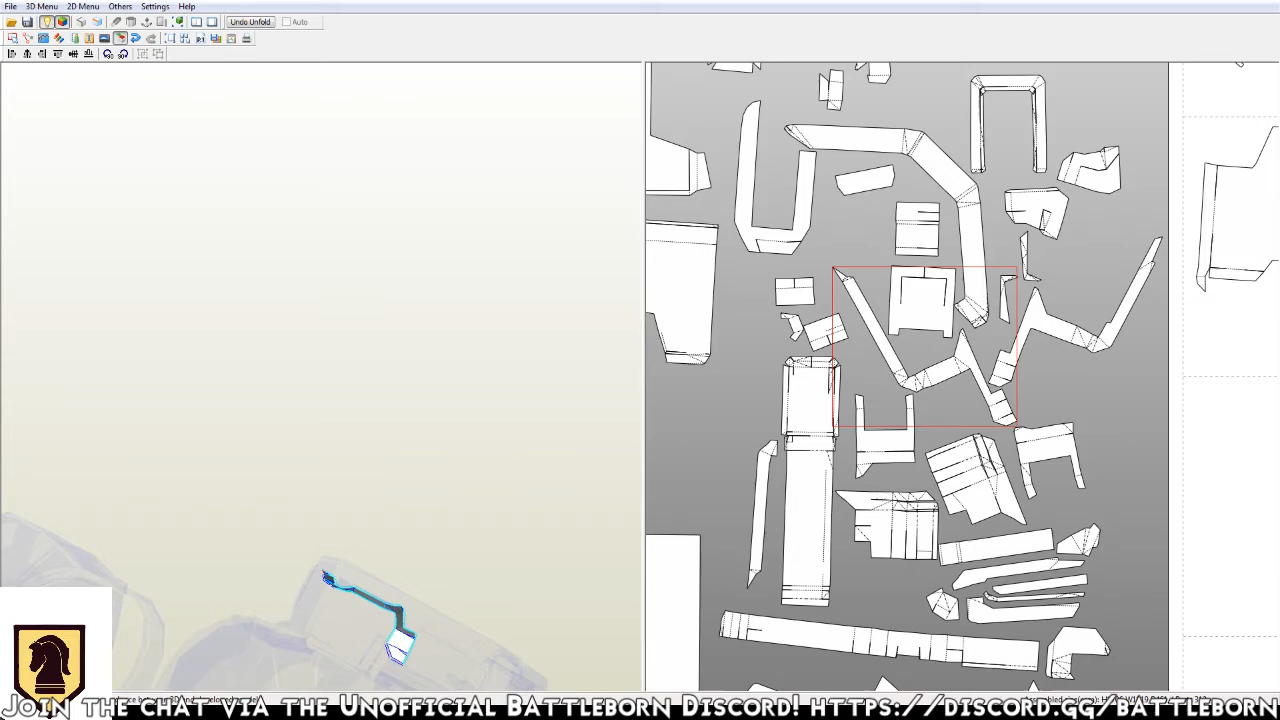 File 3D Menu 2D Menu Others Settings Help
Undo Unfold Auto
Join the chat via the Unofficial Battleborn Discord! https://discord.gg/Battleborn